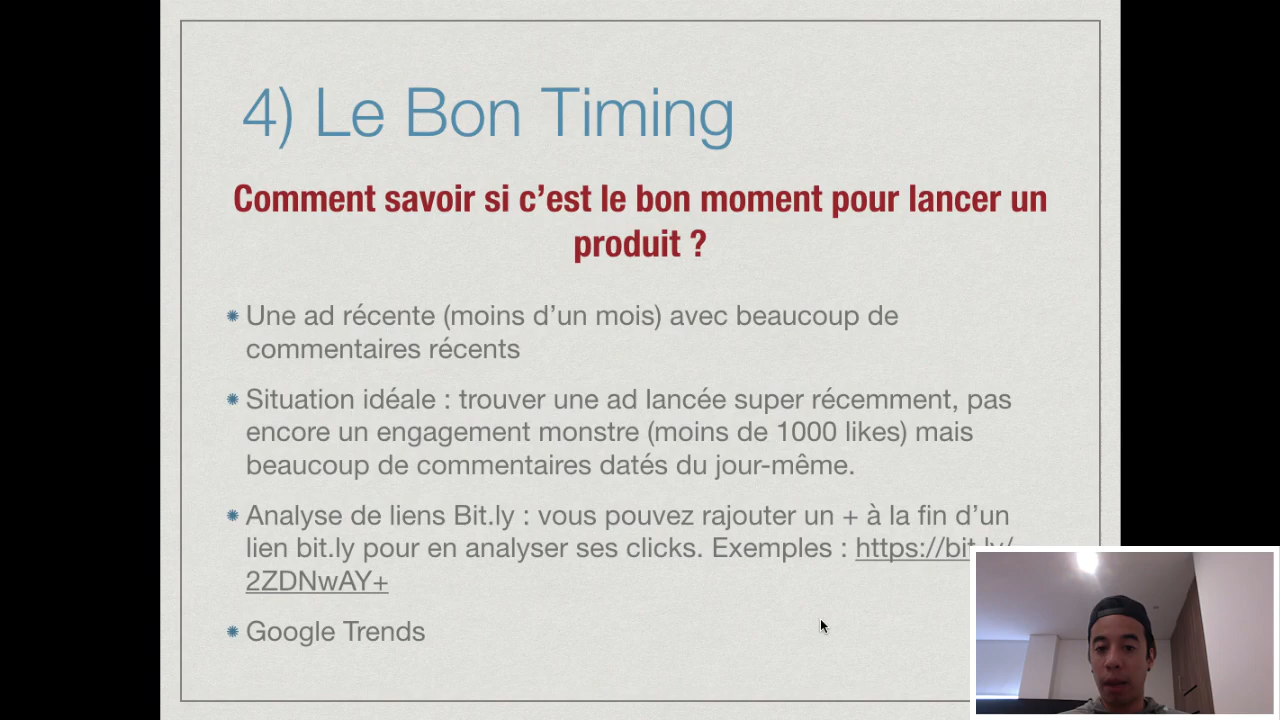 4) Le Bon Timing
Comment savoir si c’est le bon moment pour lancer un
produit ?
Une ad récente (moins d’un mois) avec beaucoup de
commentaires récents
Situation idéale : trouver une ad lancée super récemment, pas
encore un engagement monstre (moins de 1000 likes) mais
beaucoup de commentaires datés du jour-même.
Analyse de liens Bit.ly : vous pouvez rajouter un + à la fin d’un
lien bit.ly pour en analyser ses clicks. Exemples : https://bit.ly/
2ZDNwAY+
Google Trends